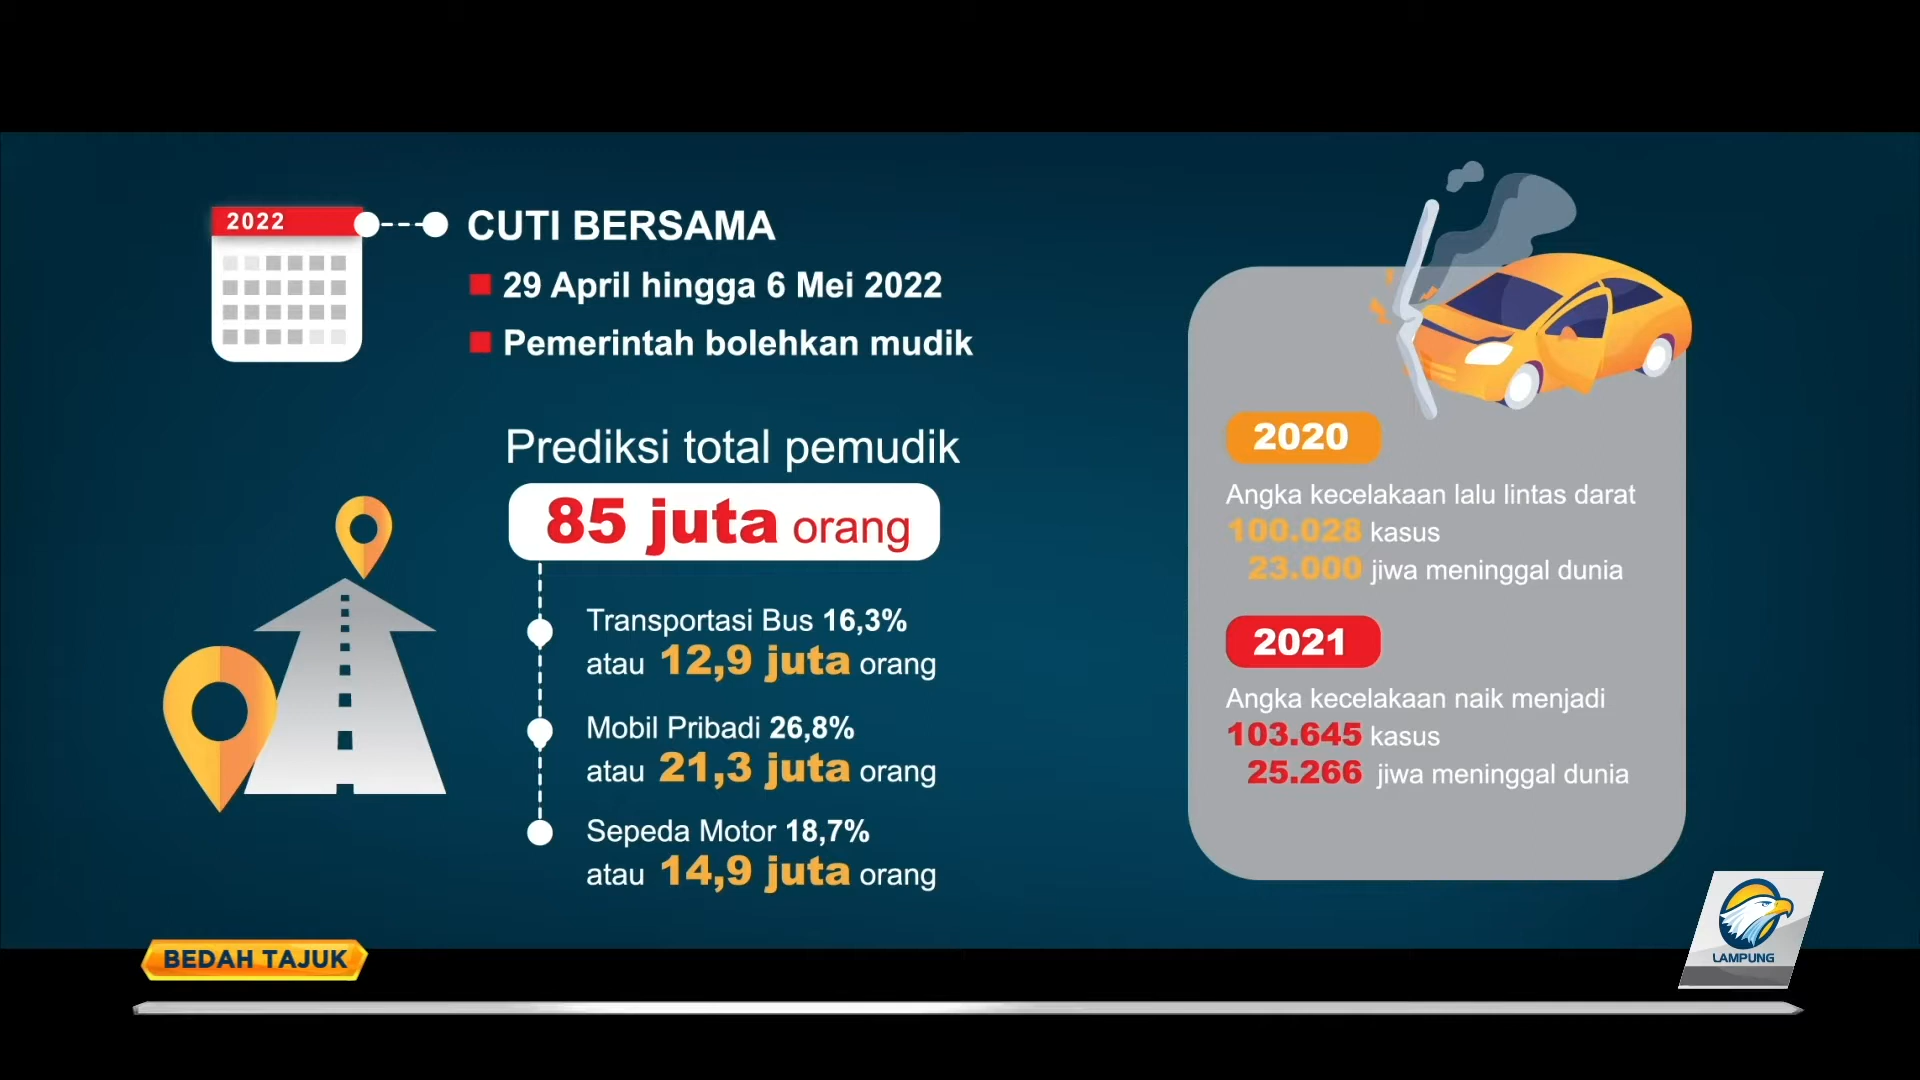 2022
CUTI BERSAMA
29 April hingga 6 Mei 2022
Pemerintah bolehkan mudik
Prediksi total pemudik
85 juta orang
Transportasi Bus 16,3%
atau 12,9 juta orang
Mobil Pribadi 26,8%
atau 21,3 juta orang
Sepeda Motor 18,7%
atau 14,9 juta orang
2020
Angka kecelakaan lalu lintas darat
100.028 kasus
23.000 jiwa meninggal dunia
2021
Angka kecelakaan naik menjadi
103.645 kasus
25.266 jiwa meninggal dunia
BEDAH TAJUK
LAMPUNG